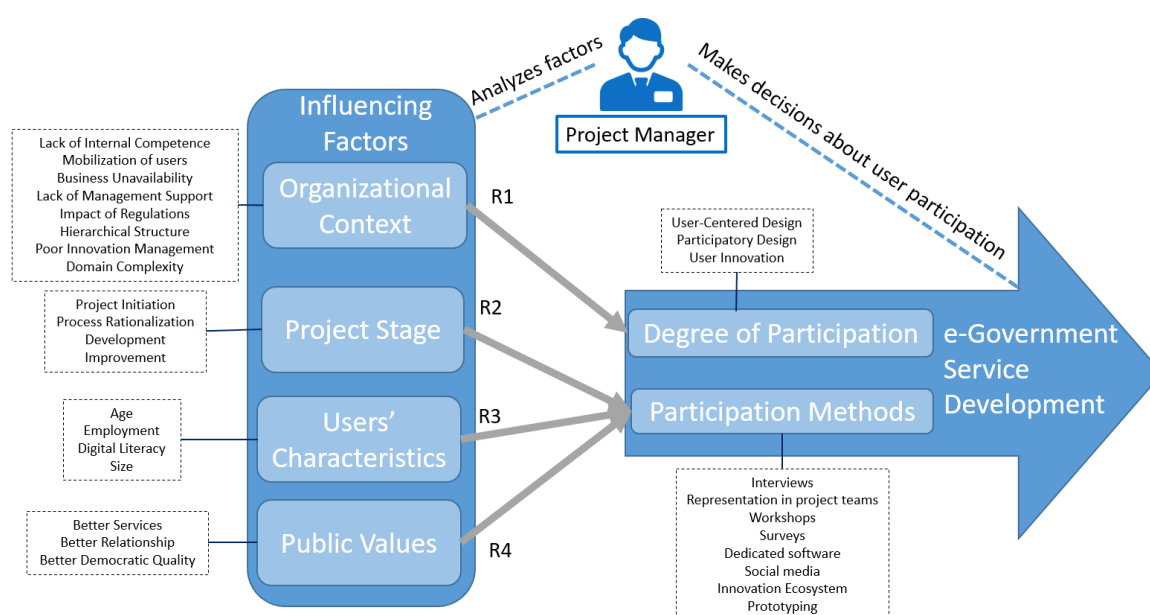 Analyzes factors
Makes decisions about user participation
Project Manager
Influencing
Factors
Lack of Internal Competence
Mobilization of users
Business Unavailability
Lack of Management Support
Impact of Regulations
Hierarchical Structure
Poor Innovation Management
Domain Complexity
Organizational
Context
R1
Project Initiation
Process Rationalization
Development
Improvement
Project Stage
R2
Age
Employment
Digital Literacy
Size
Users'
Characteristics
R3
Better Services
Better Relationship
Better Democratic Quality
Public Values
R4
User-Centered Design
Participatory Design
User Innovation
Degree of Participation
Participation Methods
e-Government
Service
Development
Interviews
Representation in project teams
Workshops
Surveys
Dedicated software
Social media
Innovation Ecosystem
Prototyping